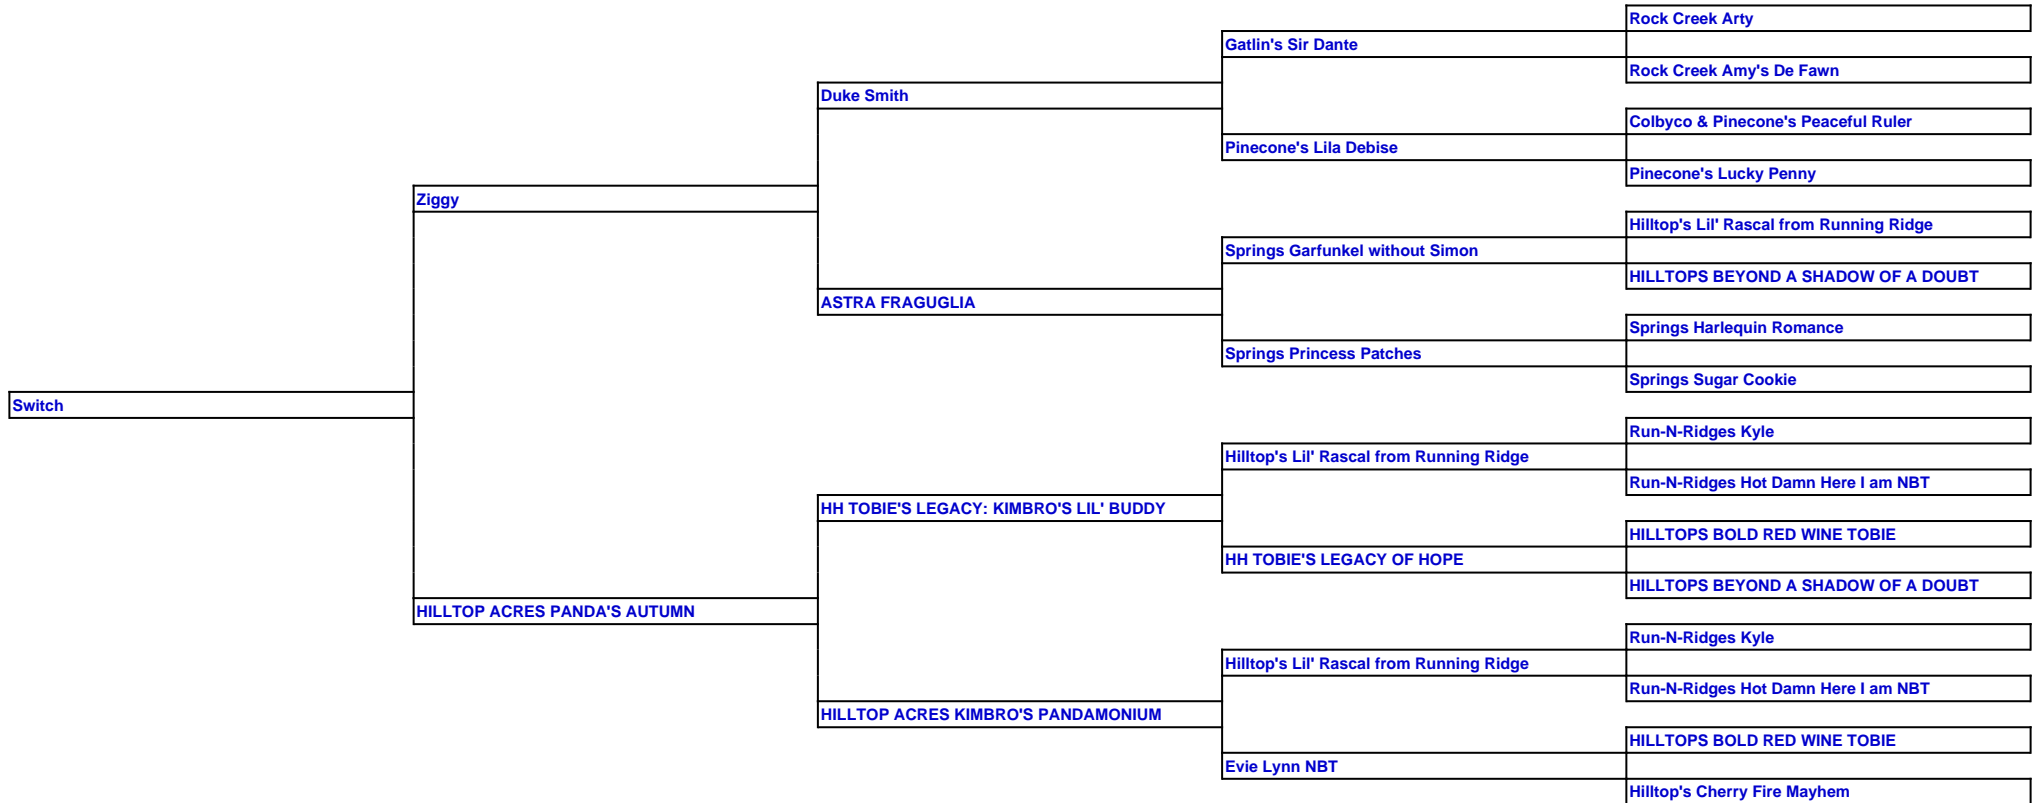 Rock Creek Arty
Gatlin's Sir Dante
Rock Creek Amy's De Fawn
Duke Smith
Colbyco & Pinecone's Peaceful Ruler
Pinecone's Lila Debise
Pinecone's Lucky Penny
Ziggy
Hilltop's Lil' Rascal from Running Ridge
Springs Garfunkel without Simon
HILLTOPS BEYOND A SHADOW OF A DOUBT
ASTRA FRAGUGLIA
Springs Harlequin Romance
Springs Princess Patches
Springs Sugar Cookie
Switch
Run-N-Ridges Kyle
Hilltop's Lil' Rascal from Running Ridge
Run-N-Ridges Hot Damn Here I am NBT
HH TOBIE'S LEGACY: KIMBRO'S LIL' BUDDY
HILLTOPS BOLD RED WINE TOBIE
HH TOBIE'S LEGACY OF HOPE
HILLTOPS BEYOND A SHADOW OF A DOUBT
HILLTOP ACRES PANDA'S AUTUMN
Run-N-Ridges Kyle
Hilltop's Lil' Rascal from Running Ridge
Run-N-Ridges Hot Damn Here I am NBT
HILLTOP ACRES KIMBRO'S PANDAMONIUM
HILLTOPS BOLD RED WINE TOBIE
Evie Lynn NBT
Hilltop's Cherry Fire Mayhem